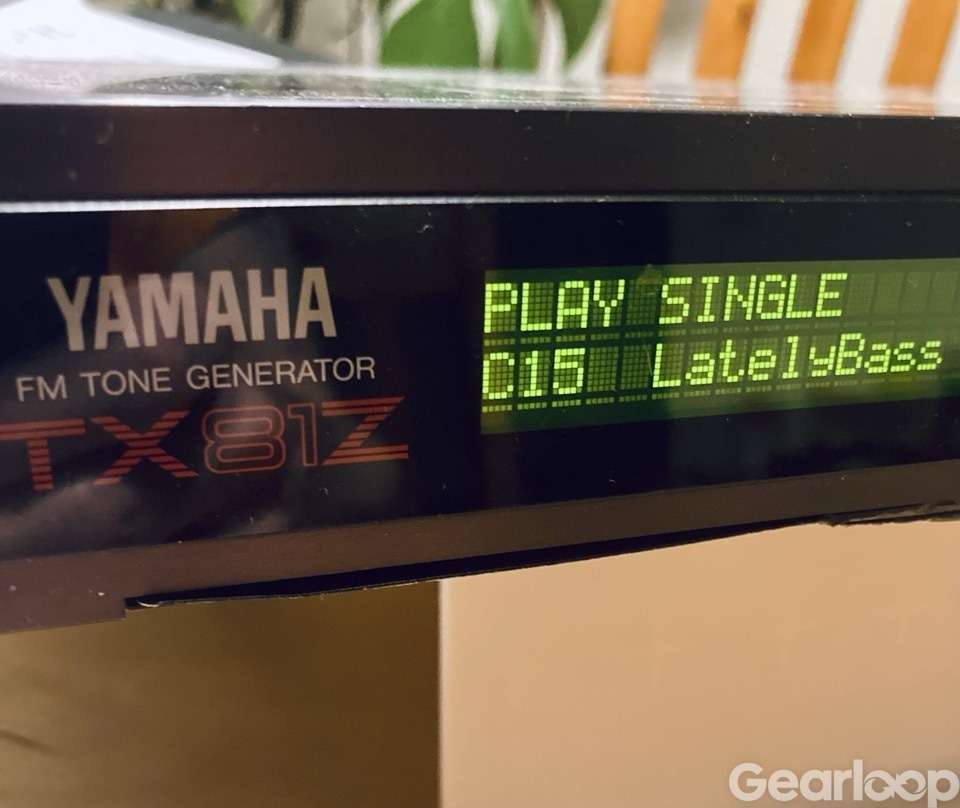 YAMAHA
FM TONE GENERATOR
TX81Z
PLAY SINGLE
C15 LatelyBass
Gearloop